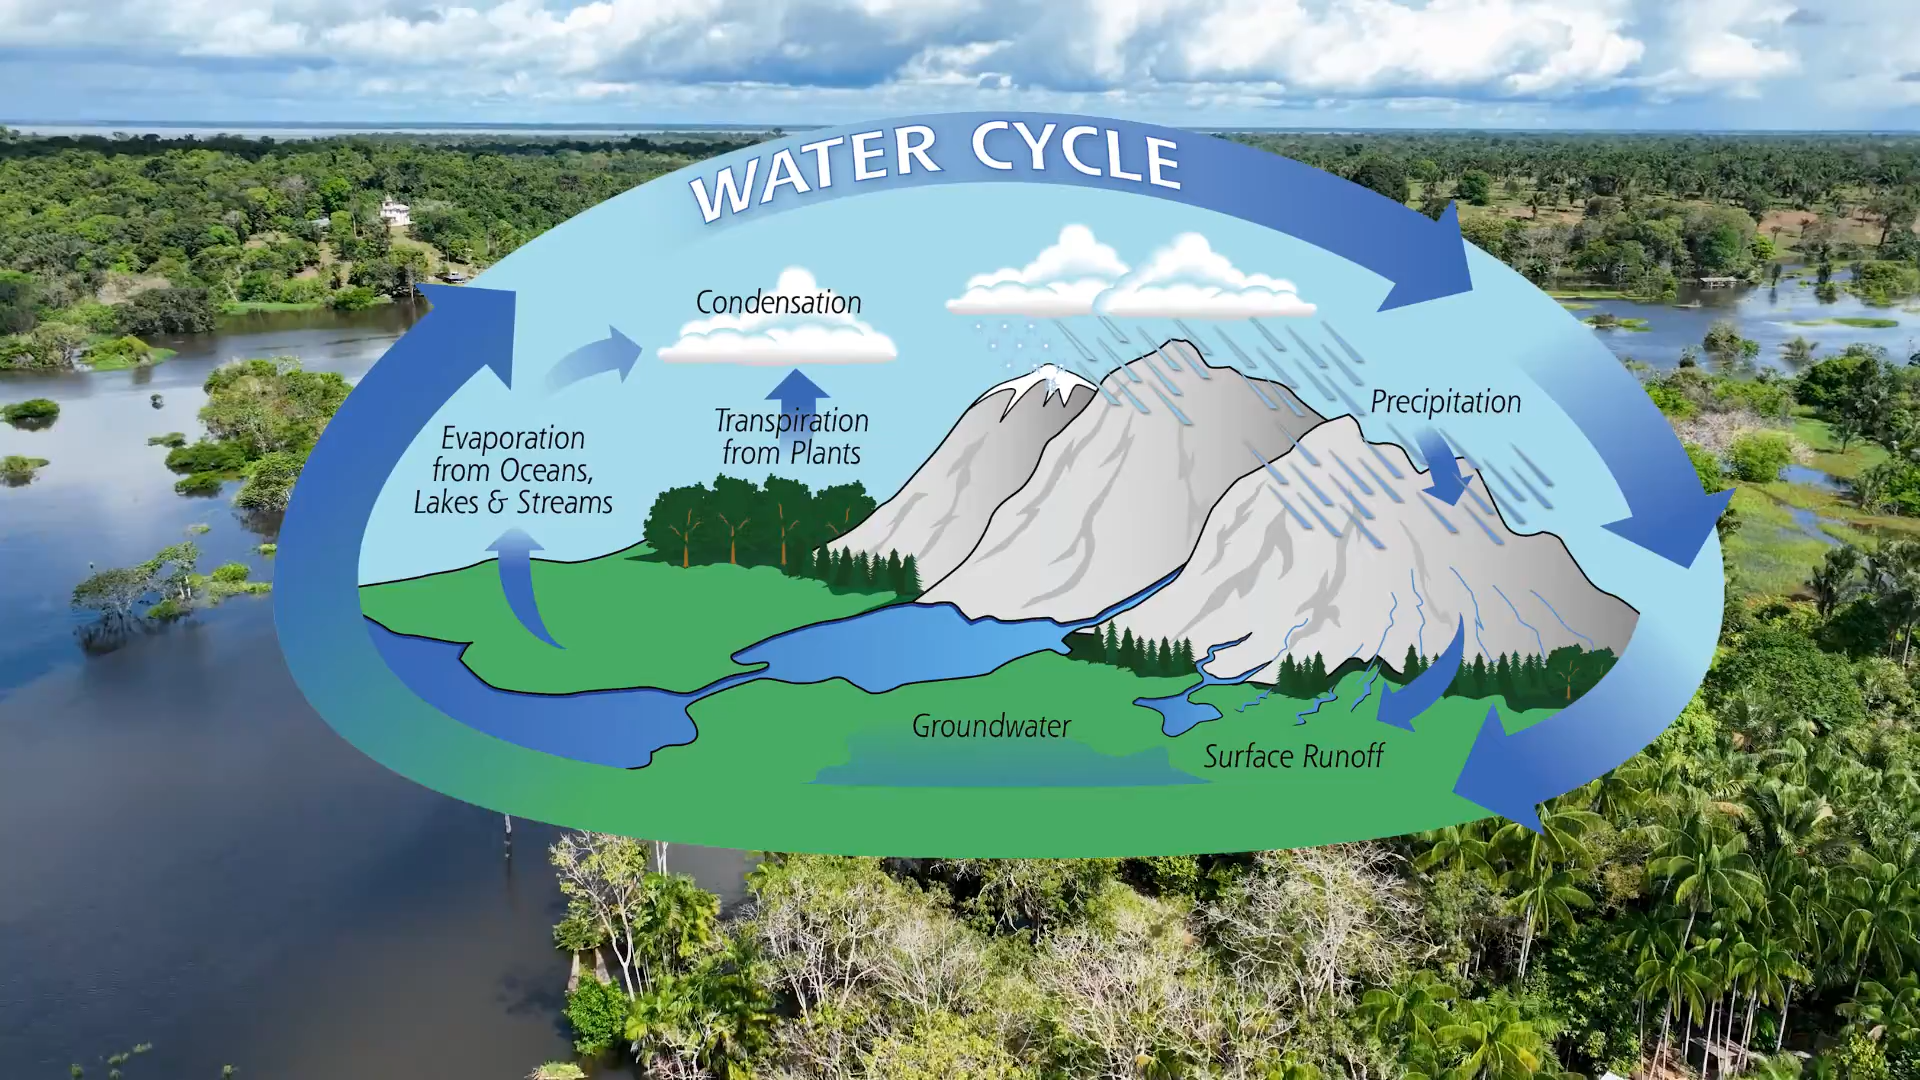 WATER CYCLE
Condensation
Precipitation
Transpiration
from Plants
Evaporation
from Oceans,
Lakes & Streams
Groundwater
Surface Runoff